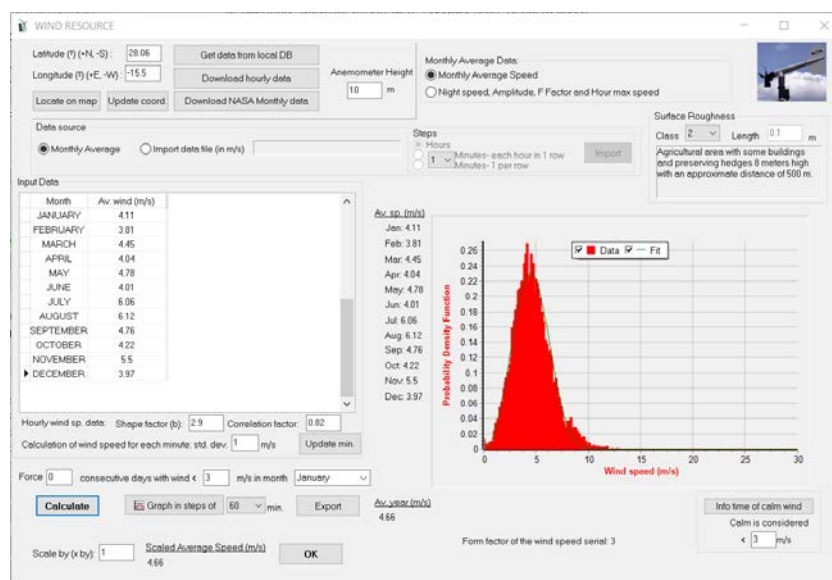 WIND RESOURCE
Latitude (º) (+N, -S) : 28.06
Get data from local DB
Longitude (º) (+E, -W) : -15.5
Download hourly data
Locate on map Update coord. Download NASA Monthly data
Anemometer Height
10 m
Monthly Average Data:
Monthly Average Speed
Night speed, Amplitude, F Factor and Hour max speed
Surface Roughness
Class 2 Length 0.1 m
Agricultural area with some buildings
and preserving hedges 8 meters high
with an approximate distance of 500 m.
Data source
Monthly Average Import data file (in m/s)
Steps
Hours
1 Minutes- each hour in 1 row
Minutes- 1 per row
Import
Input Data
Month Av. wind (m/s)
JANUARY 4.11
FEBRUARY 3.81
MARCH 4.45
APRIL 4.04
MAY 4.78
JUNE 4.01
JULY 6.06
AUGUST 6.12
SEPTEMBER 4.76
OCTOBER 4.22
NOVEMBER 5.5
DECEMBER 3.97
Av. sp. (m/s)
Jan: 4.11
Feb: 3.81
Mar: 4.45
Apr: 4.04
May: 4.78
Jun: 4.01
Jul: 6.06
Aug: 6.12
Sep: 4.76
Oct: 4.22
Nov: 5.5
Dec: 3.97
Data Fit
Probability Density Function
0.26
0.24
0.22
0.2
0.18
0.16
0.14
0.12
0.1
0.08
0.06
0.04
0.02
0
0 5 10 15 20 25 30
Wind speed (m/s)
Hourly wind sp. data: Shape factor (b): 2.9 Correlation factor: 0.82
Calculation of wind speed for each minute: std. dev. 1 m/s Update min.
Force 0 consecutive days with wind < 3 m/s in month January
Calculate Graph in steps of 60 min. Export
Av. year (m/s)
4.66
Scale by (x by): 1
Scaled Average Speed (m/s)
4.66
OK
Form factor of the wind speed serial: 3
Info time of calm wind
Calm is considered
< 3 m/s